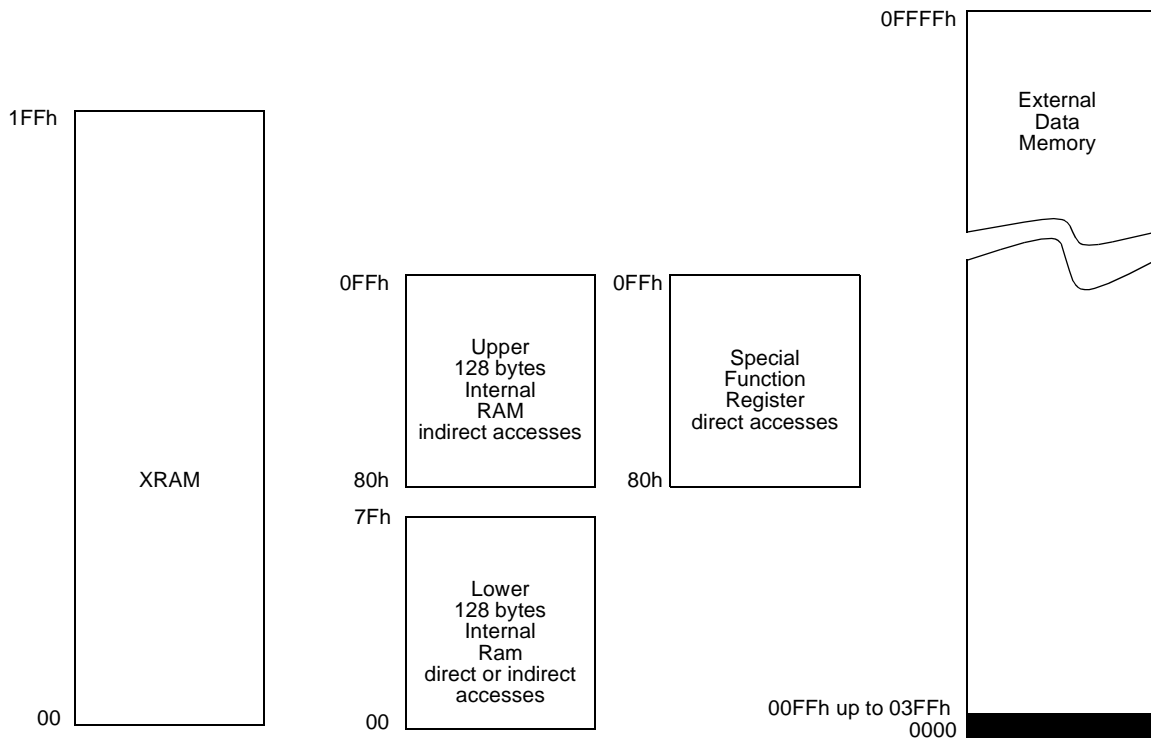 0FFFFh
External
Data
Memory
1FFh
XRAM
00
0FFh
Upper
128 bytes
Internal
RAM
indirect accesses
80h
7Fh
Lower
128 bytes
Internal
Ram
direct or indirect
accesses
00
0FFh
Special
Function
Register
direct accesses
80h
00FFh up to 03FFh
0000